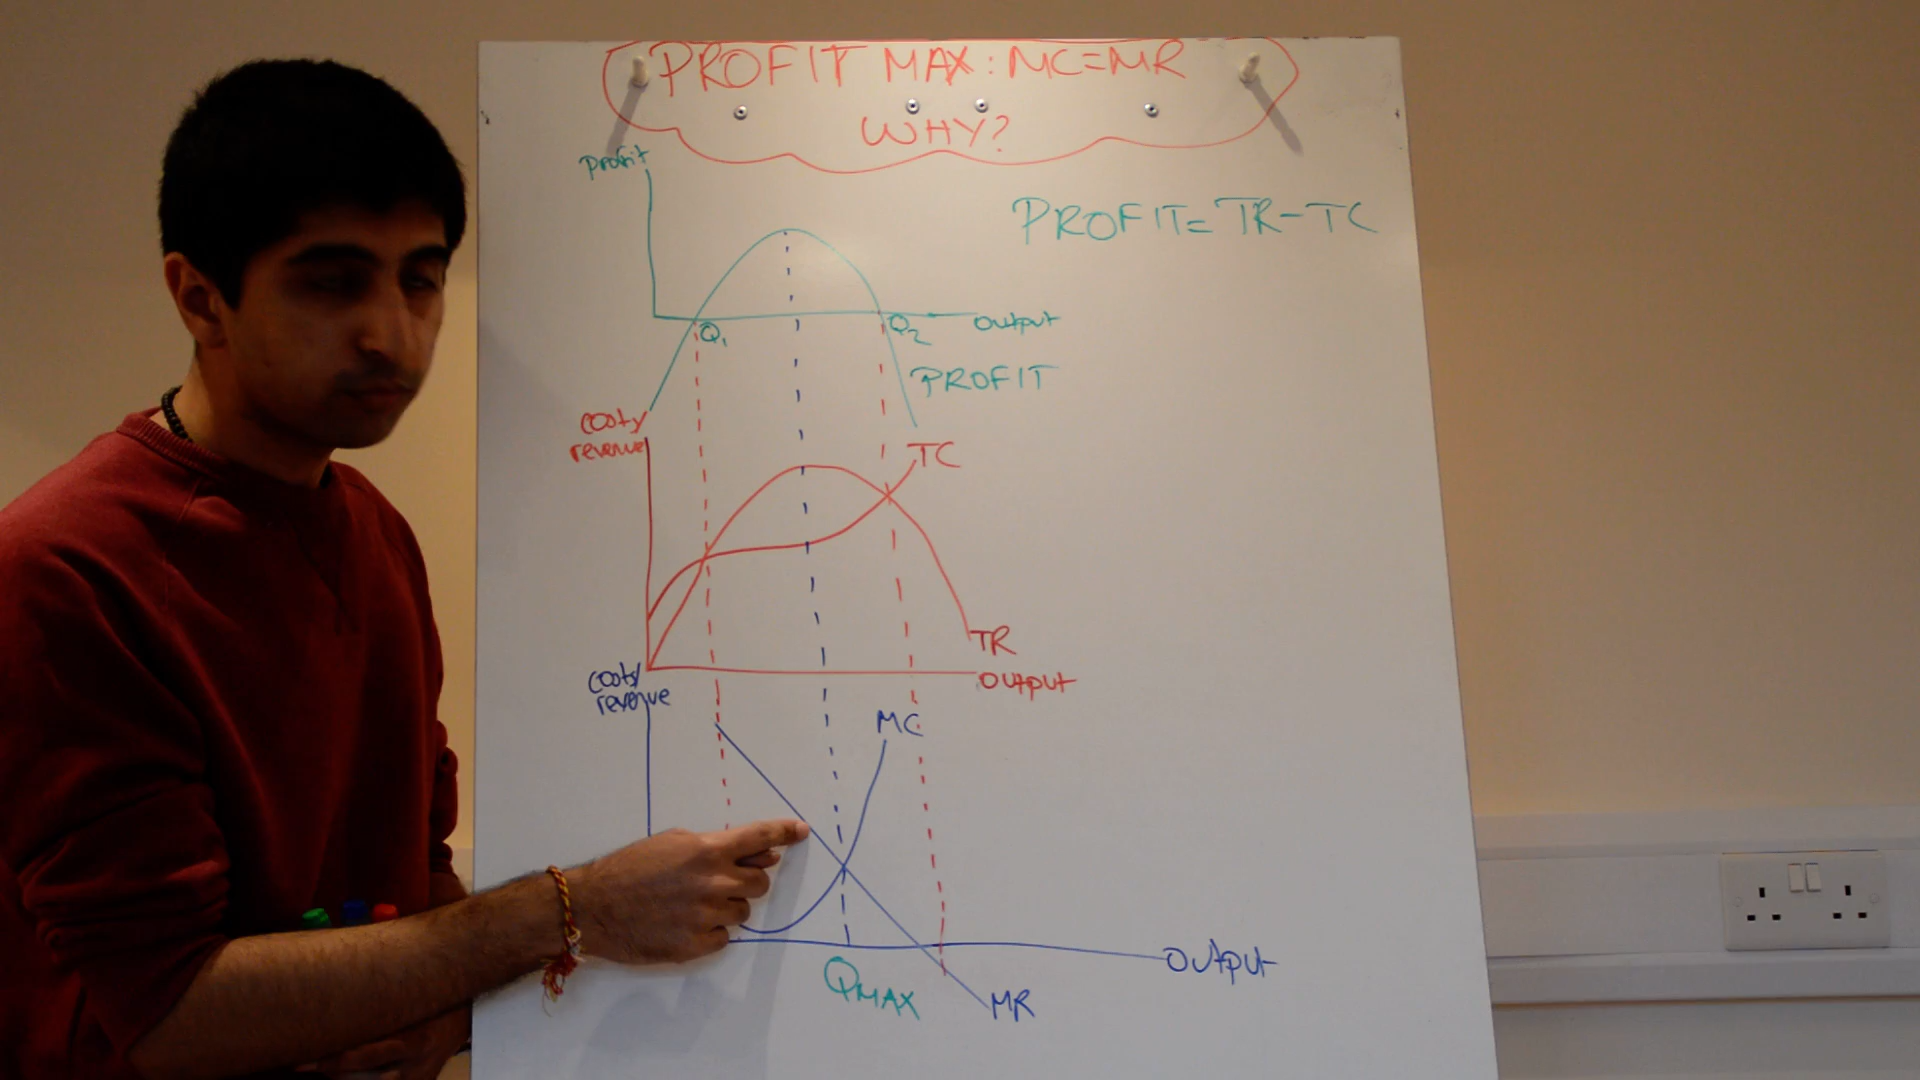 PROFIT MAX: MC=MR
WHY?
Profit
PROFIT = TR - TC
Q1
Q2
Output
PROFIT
Costs/
revenue
TC
TR
Output
Costs/
revenue
MC
Output
QMAX
MR